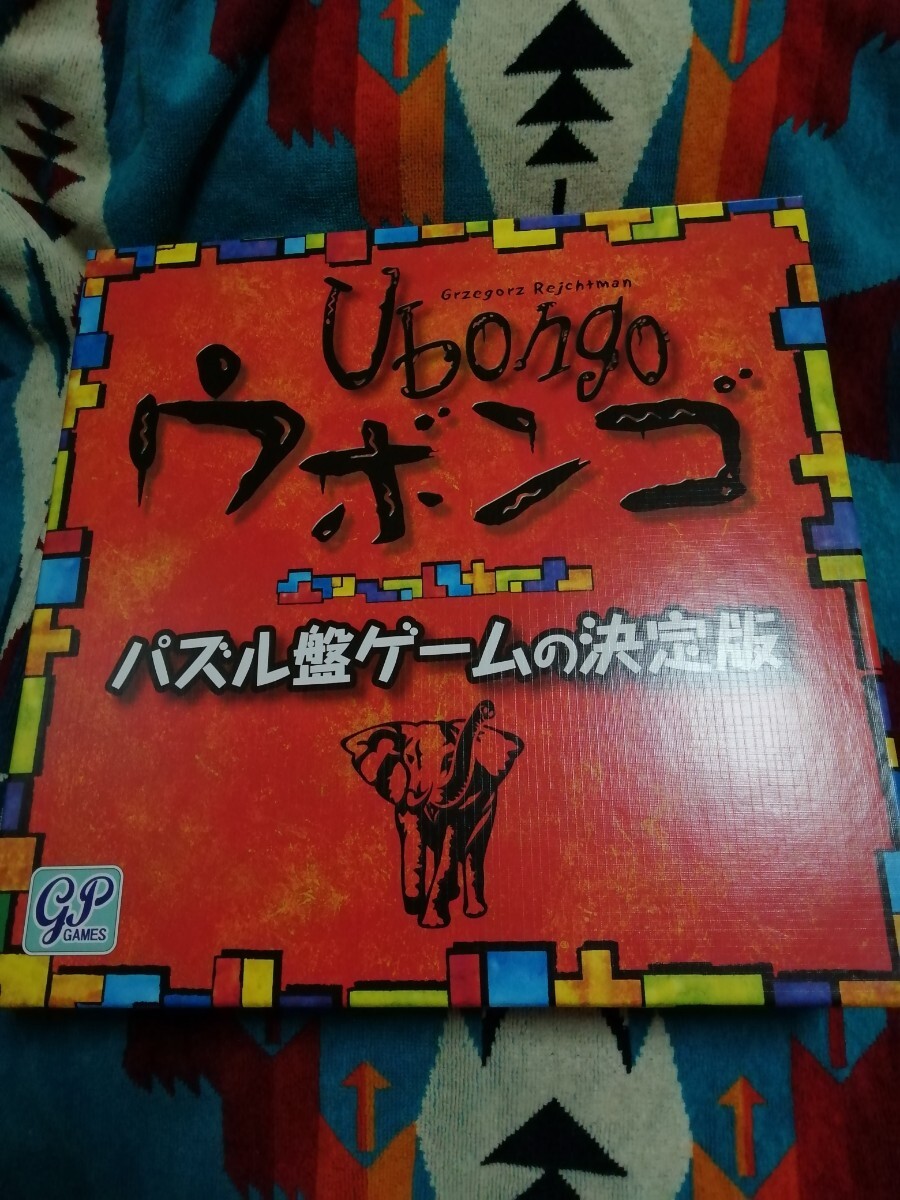 Grzegorz Rejchtman
Ubongo
ウボンゴ
パズル盤ゲームの決定版
GP
GAMES